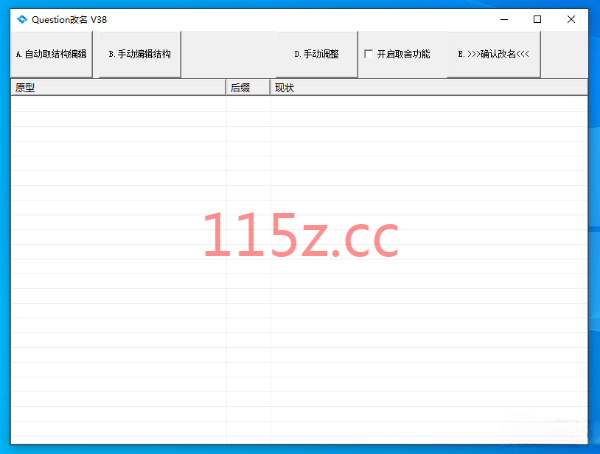 Question改名 V38
A.自动取结构编辑
B.手动编辑结构
D.手动调整
开启取舍功能
E.>>>确认改名<<<
原型
后缀
现状
115z.cc